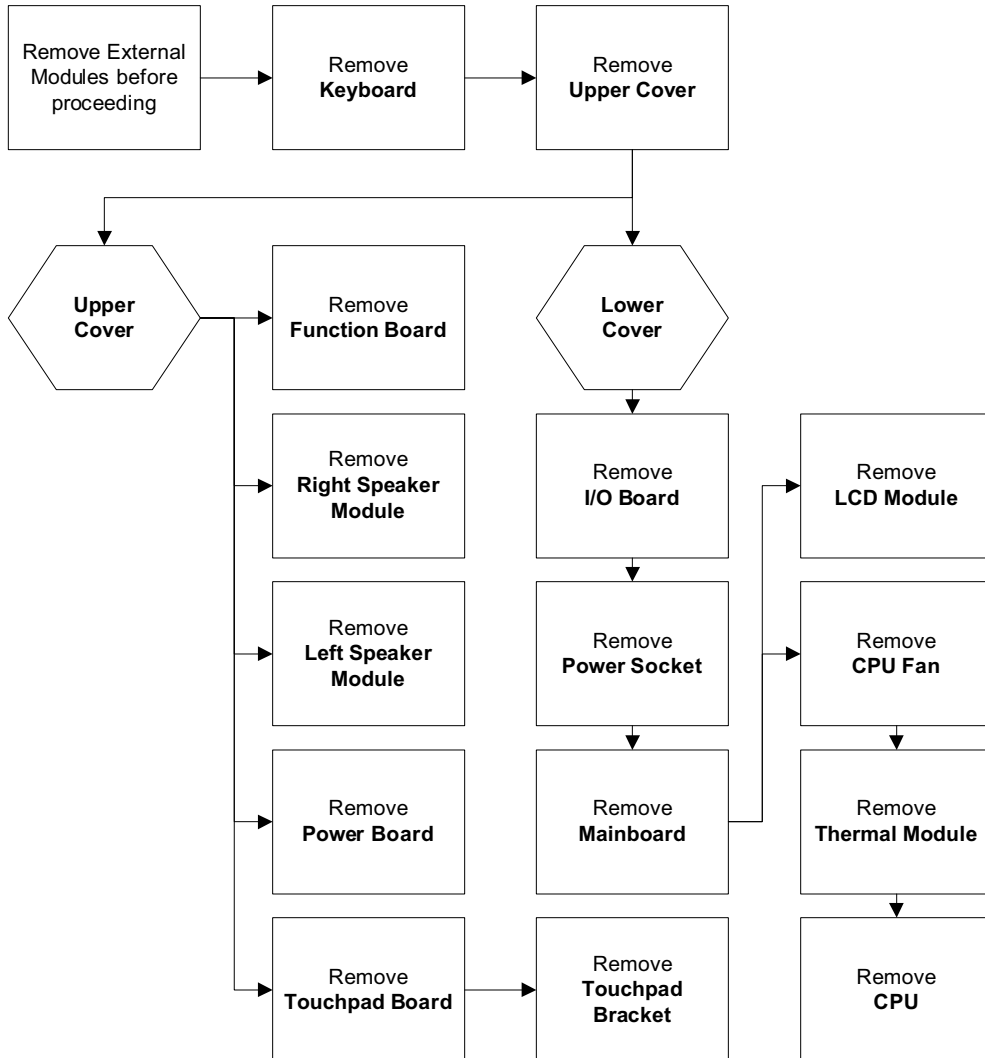 Remove External
Modules before
proceeding
Remove
Keyboard
Remove
Upper Cover
Upper
Cover
Remove
Function Board
Lower
Cover
Remove
Right Speaker
Module
Remove
I/O Board
Remove
LCD Module
Remove
Left Speaker
Module
Remove
Power Socket
Remove
CPU Fan
Remove
Power Board
Remove
Mainboard
Remove
Thermal Module
Remove
Touchpad Board
Remove
Touchpad
Bracket
Remove
CPU